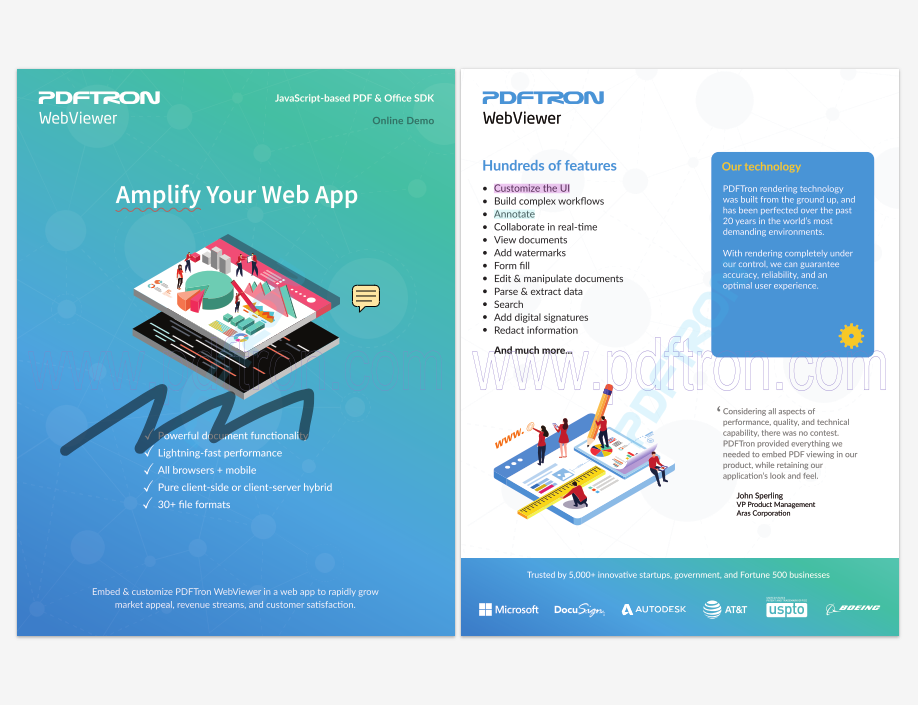 PDFTRON
WebViewer
JavaScript-based PDF & Office SDK
Online Demo
Amplify Your Web App
✓ Powerful document functionality
✓ Lightning-fast performance
✓ All browsers + mobile
✓ Pure client-side or client-server hybrid
✓ 30+ file formats
Embed & customize PDFTron WebViewer in a web app to rapidly grow
market appeal, revenue streams, and customer satisfaction.
PDFTRON
WebViewer
Hundreds of features
• Customize the UI
• Build complex workflows
• Annotate
• Collaborate in real-time
• View documents
• Add watermarks
• Form fill
• Edit & manipulate documents
• Parse & extract data
• Search
• Add digital signatures
• Redact information
And much more...
Our technology
PDFTron rendering technology
was built from the ground up, and
has been perfected over the past
20 years in the world's most
demanding environments.
With rendering completely under
our control, we can guarantee
accuracy, reliability, and an
optimal user experience.
www.pdftron.com
www.pdftron.com
PDFTRON
www.
‘ Considering all aspects of
performance, quality, and technical
capability, there was no contest.
PDFTron provided everything we
needed to embed PDF viewing in our
product, while retaining our
application's look and feel.
John Sperling
VP Product Management
Aras Corporation
Trusted by 5,000+ innovative startups, government, and Fortune 500 businesses
Microsoft
DocuSign
AUTODESK
AT&T
uspto
BOEING